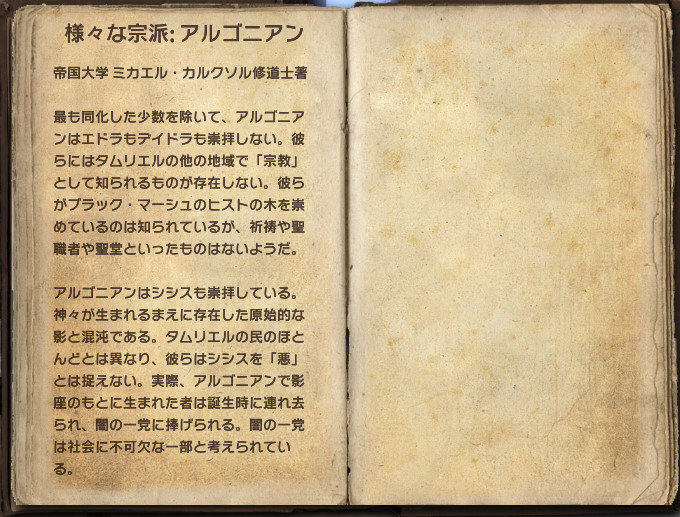 様々な宗派: アルゴニアン
帝国大学 ミカエル・カルクソル修道士著
最も同化した少数を除いて、アルゴニア
ンはエドラもデイドラも崇拝しない。彼
らにはタムリエルの他の地域で「宗教」
として知られるものが存在しない。彼ら
がブラック・マーシュのヒストの木を崇
めているのは知られているが、祈祷や聖
職者や聖堂といったものはないようだ。
アルゴニアンはシシスも崇拝している。
神々が生まれるまえに存在した原始的な
影と混沌である。タムリエルの民のほと
んどとは異なり、彼らはシシスを「悪」
とは捉えない。実際、アルゴニアンで影
座のもとに生まれた者は誕生時に連れ去
られ、闇の一党に捧げられる。闇の一党
は社会に不可欠な一部と考えられてい
る。